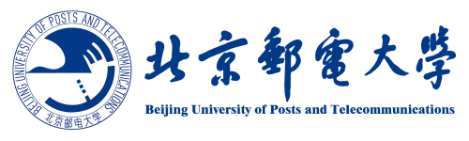 BEIJING UNIVERSITY OF POSTS AND TELECOMMUNICATIONS
北京邮电大学
北京郵電大學
Beijing University of Posts and Telecommunications